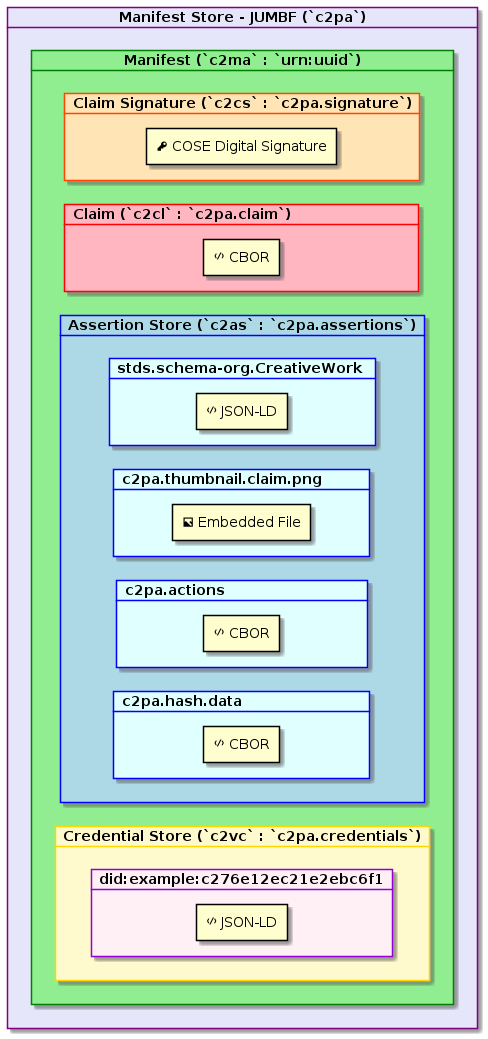 Manifest Store - JUMBF (`c2pa`)
Manifest (`c2ma` : `urn:uuid`)
Claim Signature (`c2cs` : `c2pa.signature`)
COSE Digital Signature
Claim (`c2cl` : `c2pa.claim`)
CBOR
Assertion Store (`c2as` : `c2pa.assertions`)
stds.schema-org.CreativeWork
JSON-LD
c2pa.thumbnail.claim.png
Embedded File
c2pa.actions
CBOR
c2pa.hash.data
CBOR
Credential Store (`c2vc` : `c2pa.credentials`)
did:example:c276e12ec21e2ebc6f1
JSON-LD